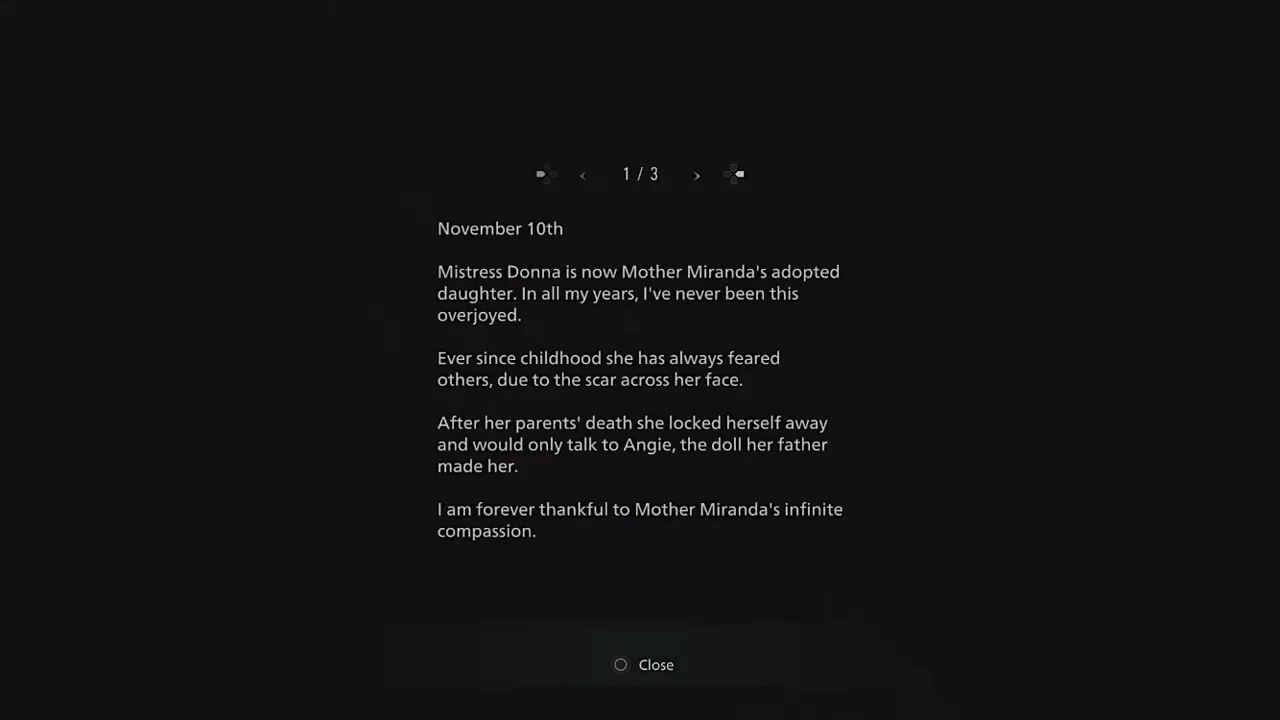 1 / 3
November 10th
Mistress Donna is now Mother Miranda's adopted
daughter. In all my years, I've never been this
overjoyed.
Ever since childhood she has always feared
others, due to the scar across her face.
After her parents' death she locked herself away
and would only talk to Angie, the doll her father
made her.
I am forever thankful to Mother Miranda's infinite
compassion.
Close